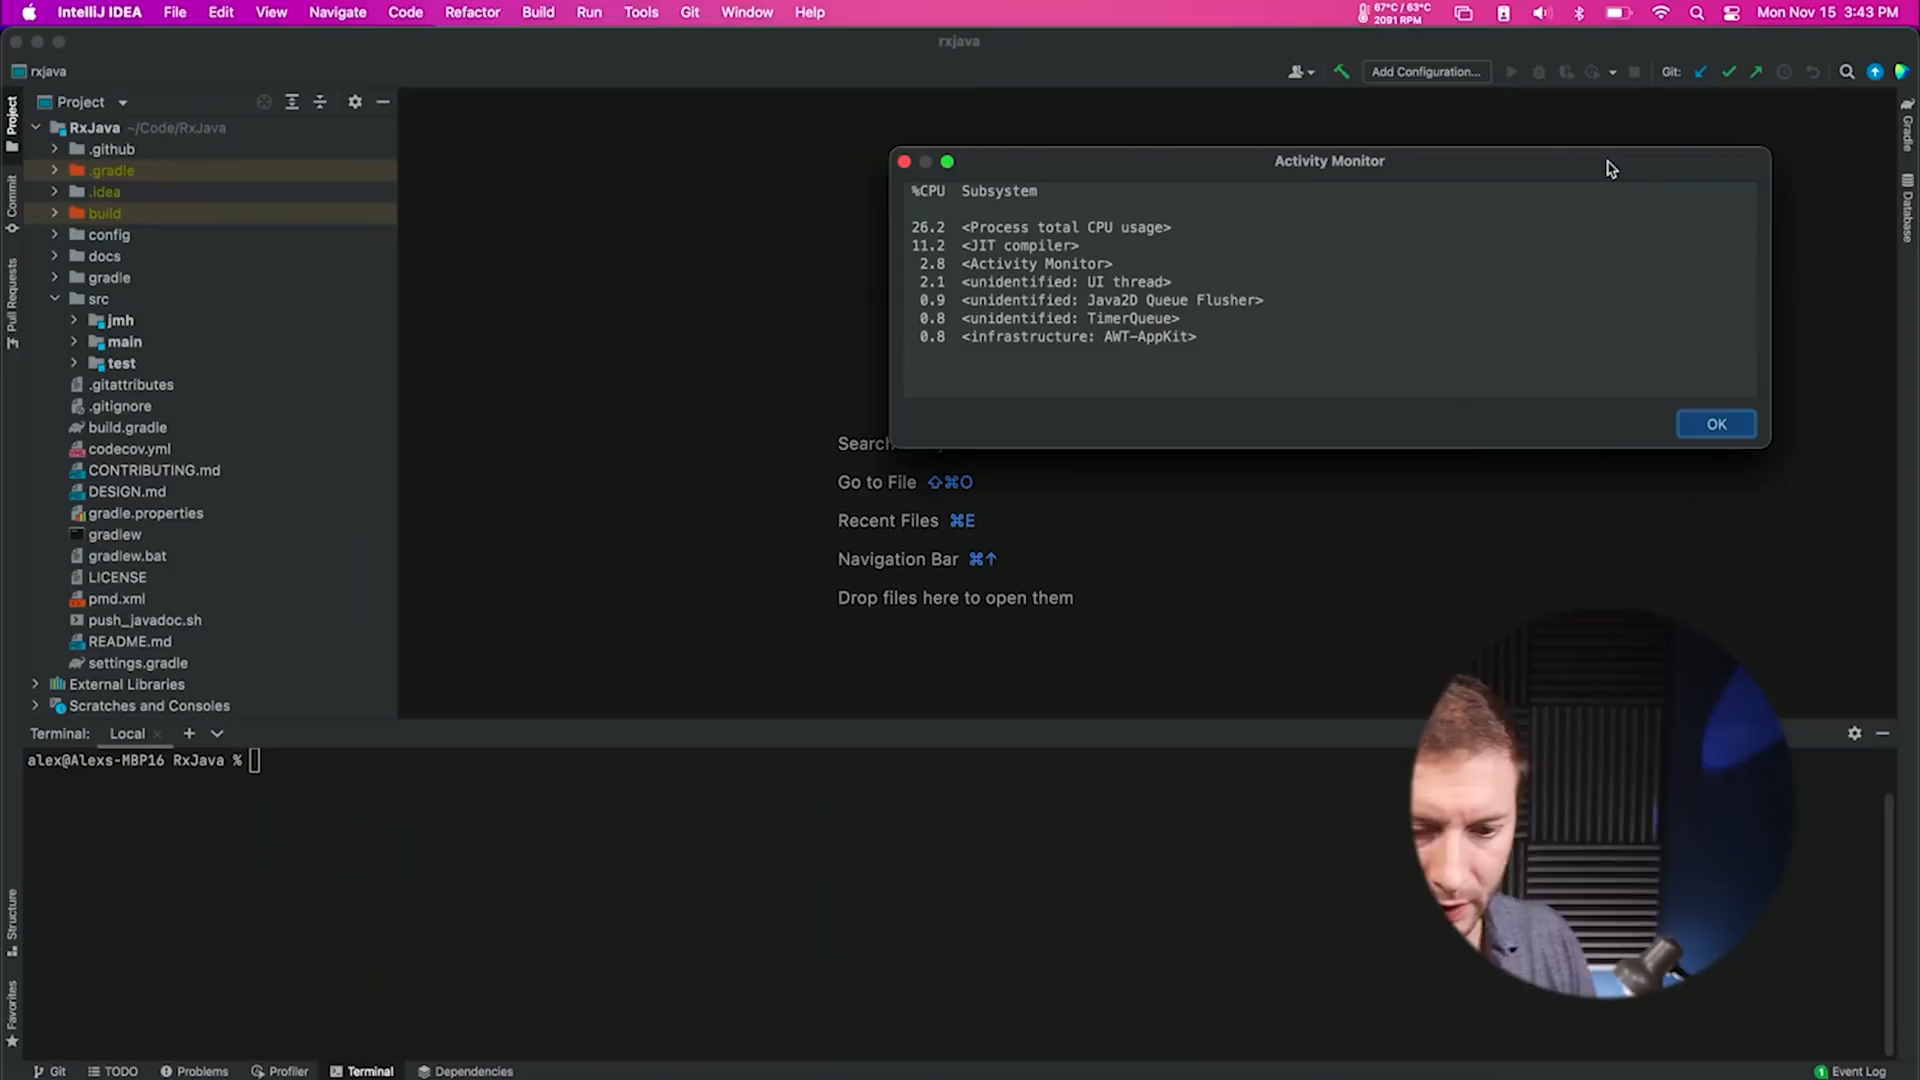 IntelliJ IDEA File Edit View Navigate Code Refactor Build Run Tools Git Window Help
67°C / 63°C
2091 RPM
Mon Nov 15 3:43 PM
rxjava
rxjava
Add Configuration...
Git:
Project
Project
RxJava ~/Code/RxJava
.github
.gradle
.idea
build
config
docs
gradle
src
jmh
main
test
.gitattributes
.gitignore
build.gradle
codecov.yml
CONTRIBUTING.md
DESIGN.md
gradle.properties
gradlew
gradlew.bat
LICENSE
pmd.xml
push_javadoc.sh
README.md
settings.gradle
External Libraries
Scratches and Consoles
Commit
Pull Requests
Structure
Favorites
Gradle
Database
Activity Monitor
%CPU Subsystem
26.2 <Process total CPU usage>
11.2 <JIT compiler>
2.8 <Activity Monitor>
2.1 <unidentified: UI thread>
0.9 <unidentified: Java2D Queue Flusher>
0.8 <unidentified: TimerQueue>
0.8 <infrastructure: AWT-AppKit>
OK
Search
Go to File ⇧⌘O
Recent Files ⌘E
Navigation Bar ⌘↑
Drop files here to open them
Terminal: Local
alex@Alexs-MBP16 RxJava %
Git TODO Problems Profiler Terminal Dependencies
1 Event Log